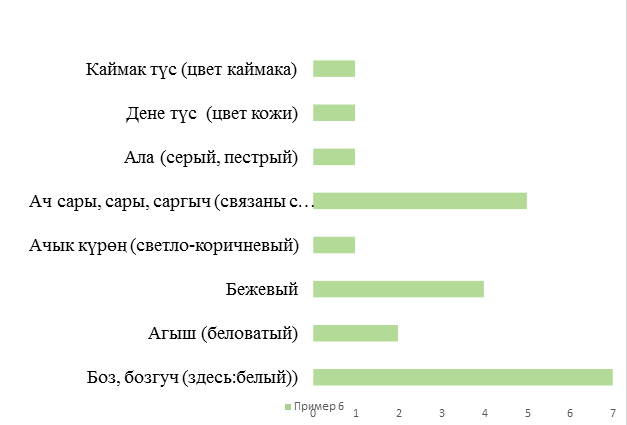 Каймак түс (цвет каймака)
Дене түс (цвет кожи)
Ала (серый, пестрый)
Ач сары, сары, саргыч (связаны с…
Ачык күрөң (светло-коричневый)
Бежевый
Агыш (беловатый)
Боз, бозгуч (здесь:белый))
0 1 2 3 4 5 6 7
Пример 6